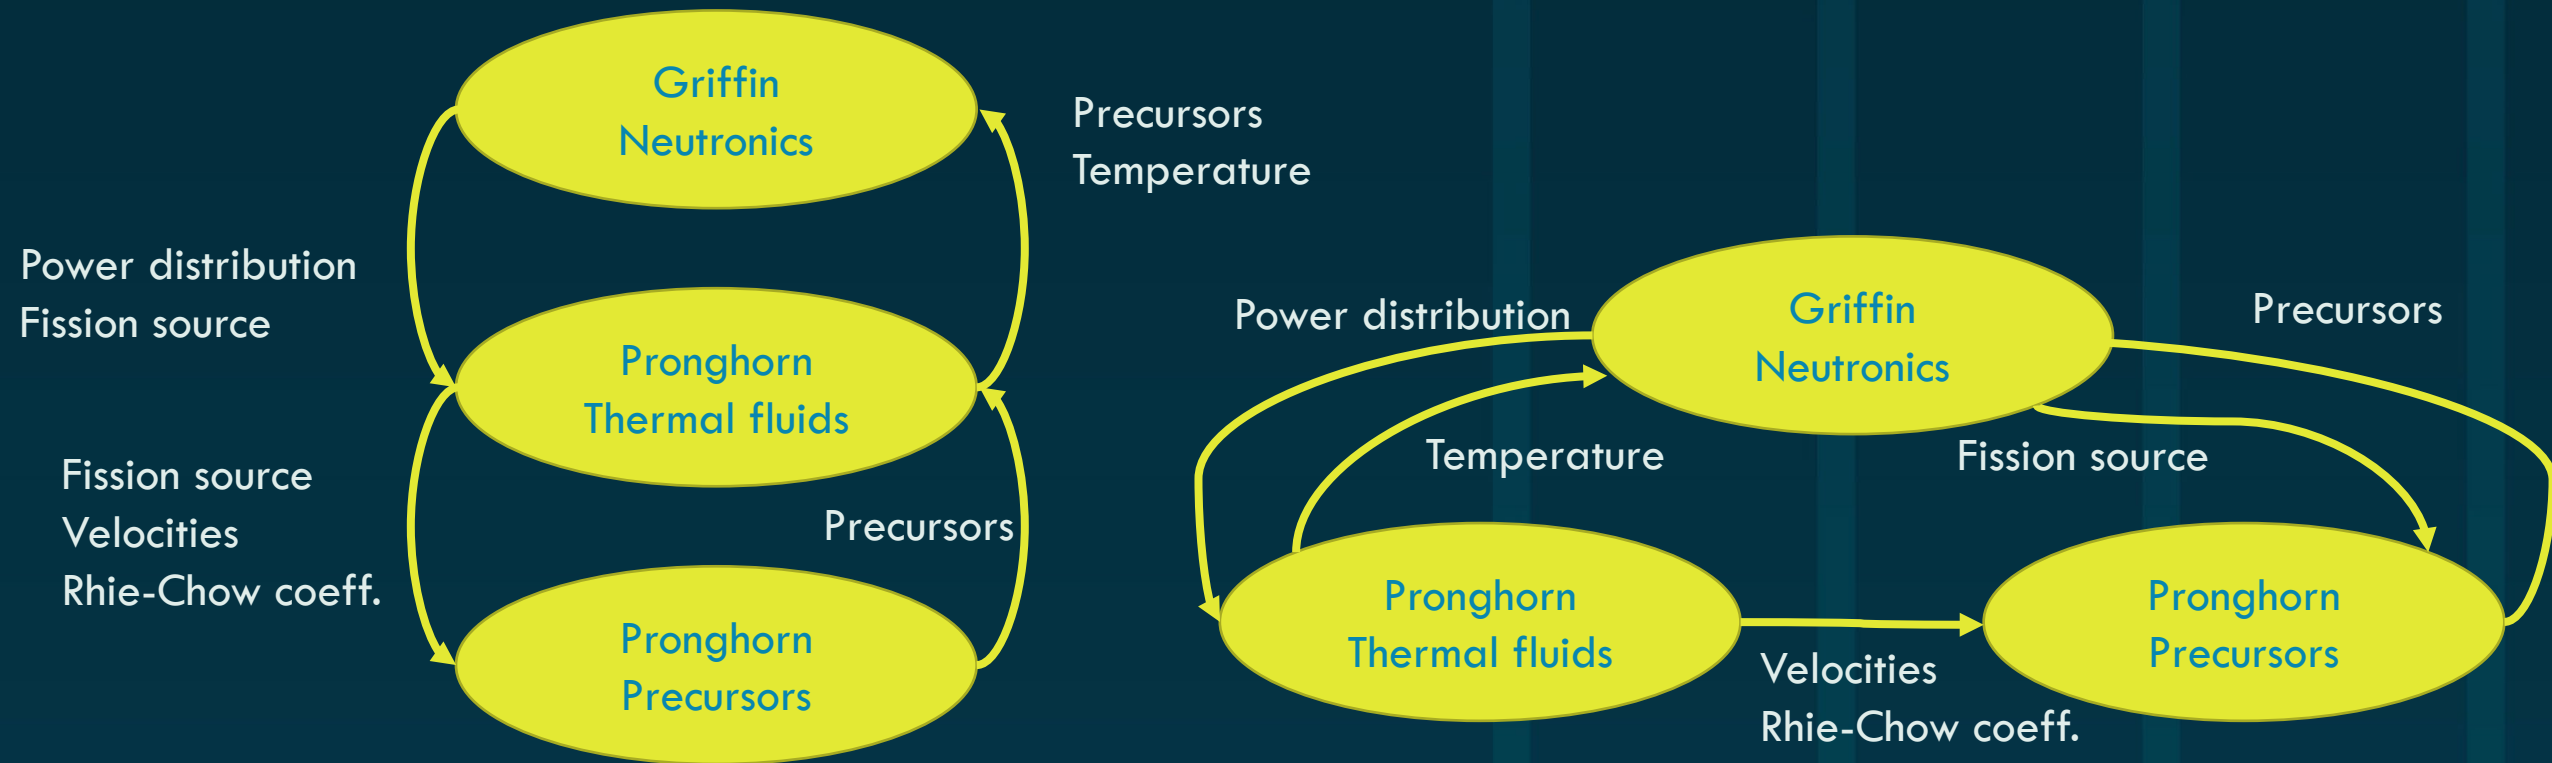 Griffin
Neutronics
Precursors
Temperature
Power distribution
Fission source
Pronghorn
Thermal fluids
Fission source
Velocities
Rhie-Chow coeff.
Precursors
Pronghorn
Precursors
Griffin
Neutronics
Power distribution
Precursors
Temperature
Fission source
Pronghorn
Thermal fluids
Velocities
Rhie-Chow coeff.
Pronghorn
Precursors